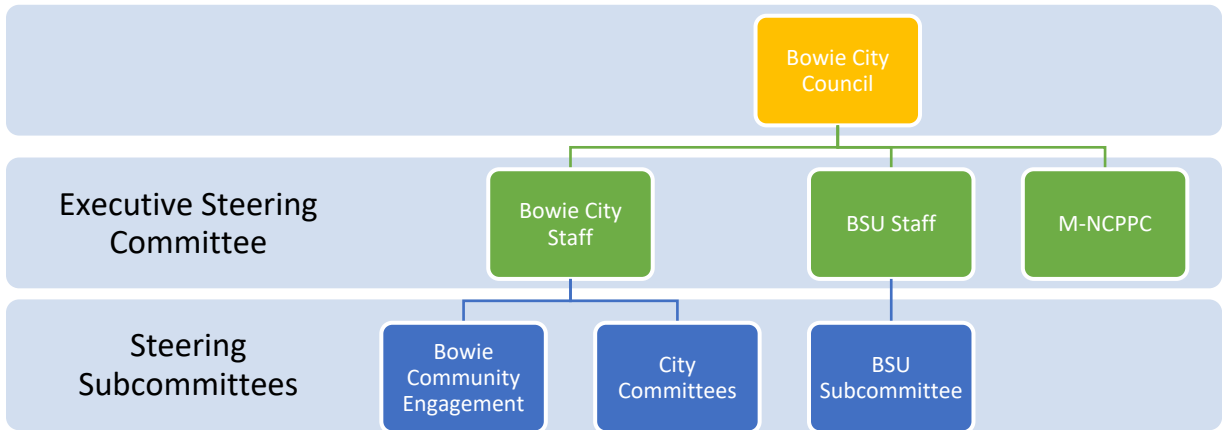 Bowie City
Council
Executive Steering
Committee
Bowie City
Staff
BSU Staff
M-NCPPC
Steering
Subcommittees
Bowie
Community
Engagement
City
Committees
BSU
Subcommittee